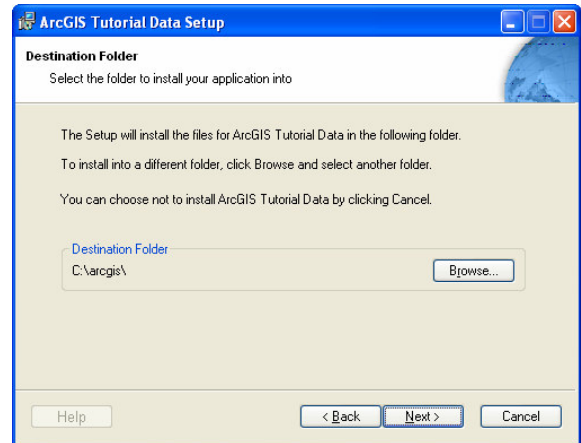 ArcGIS Tutorial Data Setup
Destination Folder
Select the folder to install your application into
The Setup will install the files for ArcGIS Tutorial Data in the following folder.
To install into a different folder, click Browse and select another folder.
You can choose not to install ArcGIS Tutorial Data by clicking Cancel.
Destination Folder
C:\arcgis\
Browse...
Help
< Back
Next >
Cancel